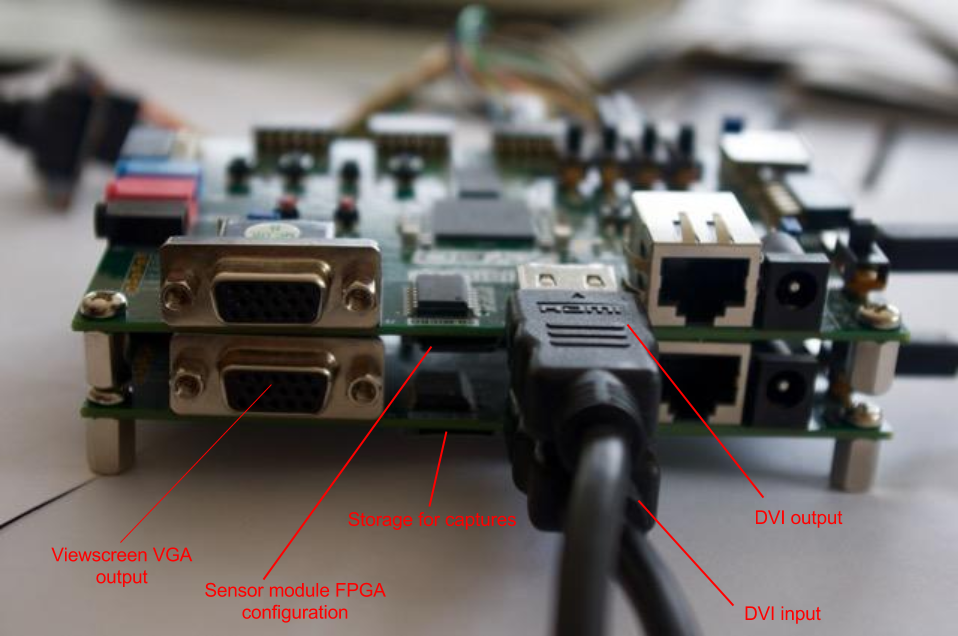 HDMI
Storage for captures
DVI output
Viewscreen VGA
output
Sensor module FPGA
configuration
DVI input